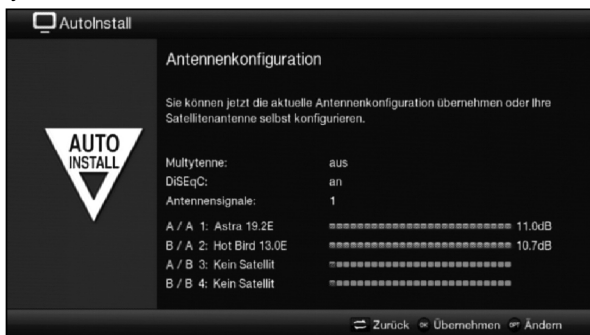 AutoInstall
Antennenkonfiguration
Sie können jetzt die aktuelle Antennenkonfiguration übernehmen oder Ihre
Satellitenantenne selbst konfigurieren.
AUTO
INSTALL
Multytenne: aus
DiSEqC: an
Antennensignale: 1
A / A 1: Astra 19.2E 11.0dB
B / A 2: Hot Bird 13.0E 10.7dB
A / B 3: Kein Satellit
B / B 4: Kein Satellit
Zurück OK Übernehmen OPT Ändern